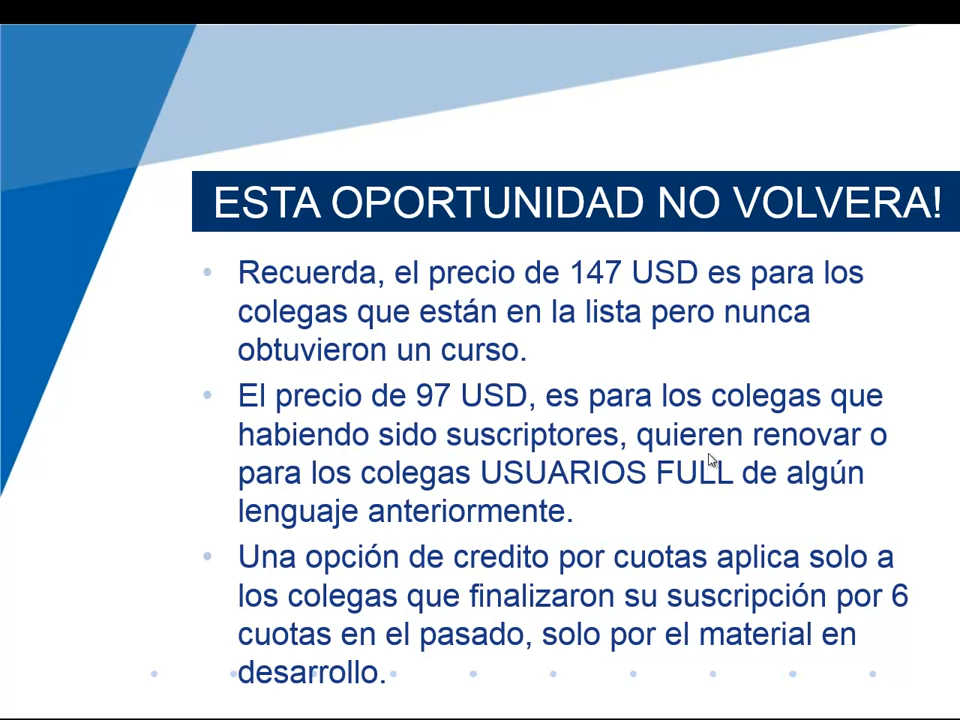 ESTA OPORTUNIDAD NO VOLVERA!
• Recuerda, el precio de 147 USD es para los
colegas que están en la lista pero nunca
obtuvieron un curso.
• El precio de 97 USD, es para los colegas que
habiendo sido suscriptores, quieren renovar o
para los colegas USUARIOS FULL de algún
lenguaje anteriormente.
• Una opción de credito por cuotas aplica solo a
los colegas que finalizaron su suscripción por 6
cuotas en el pasado, solo por el material en
desarrollo.